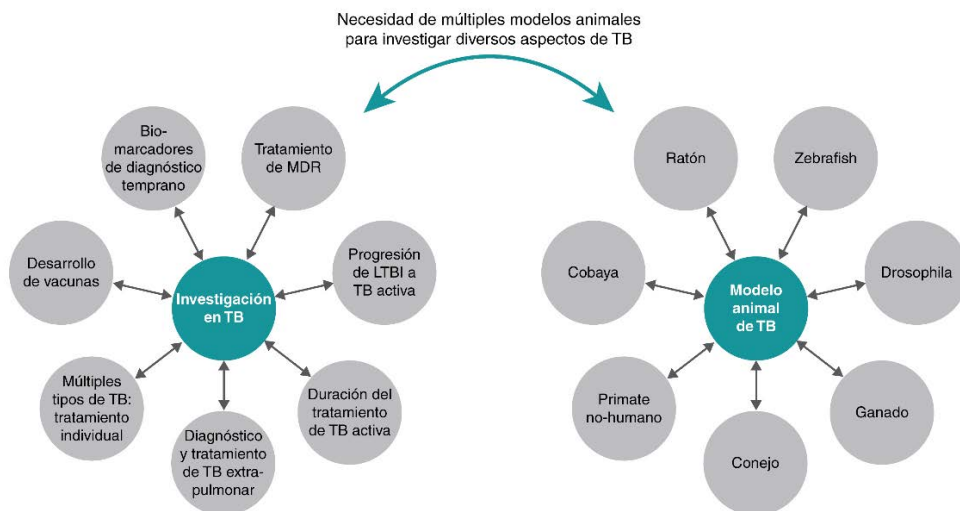 Necesidad de múltiples modelos animales
para investigar diversos aspectos de TB
Bio-
marcadores
de diagnóstico
temprano
Tratamiento
de MDR
Desarrollo
de vacunas
Investigación
en TB
Progresión
de LTBI a
TB activa
Múltiples
tipos de TB:
tratamiento
individual
Diagnóstico
y tratamiento
de TB extra-
pulmonar
Duración del
tratamiento
de TB activa
Ratón
Zebrafish
Cobaya
Modelo
animal
de TB
Drosophila
Primate
no-humano
Conejo
Ganado